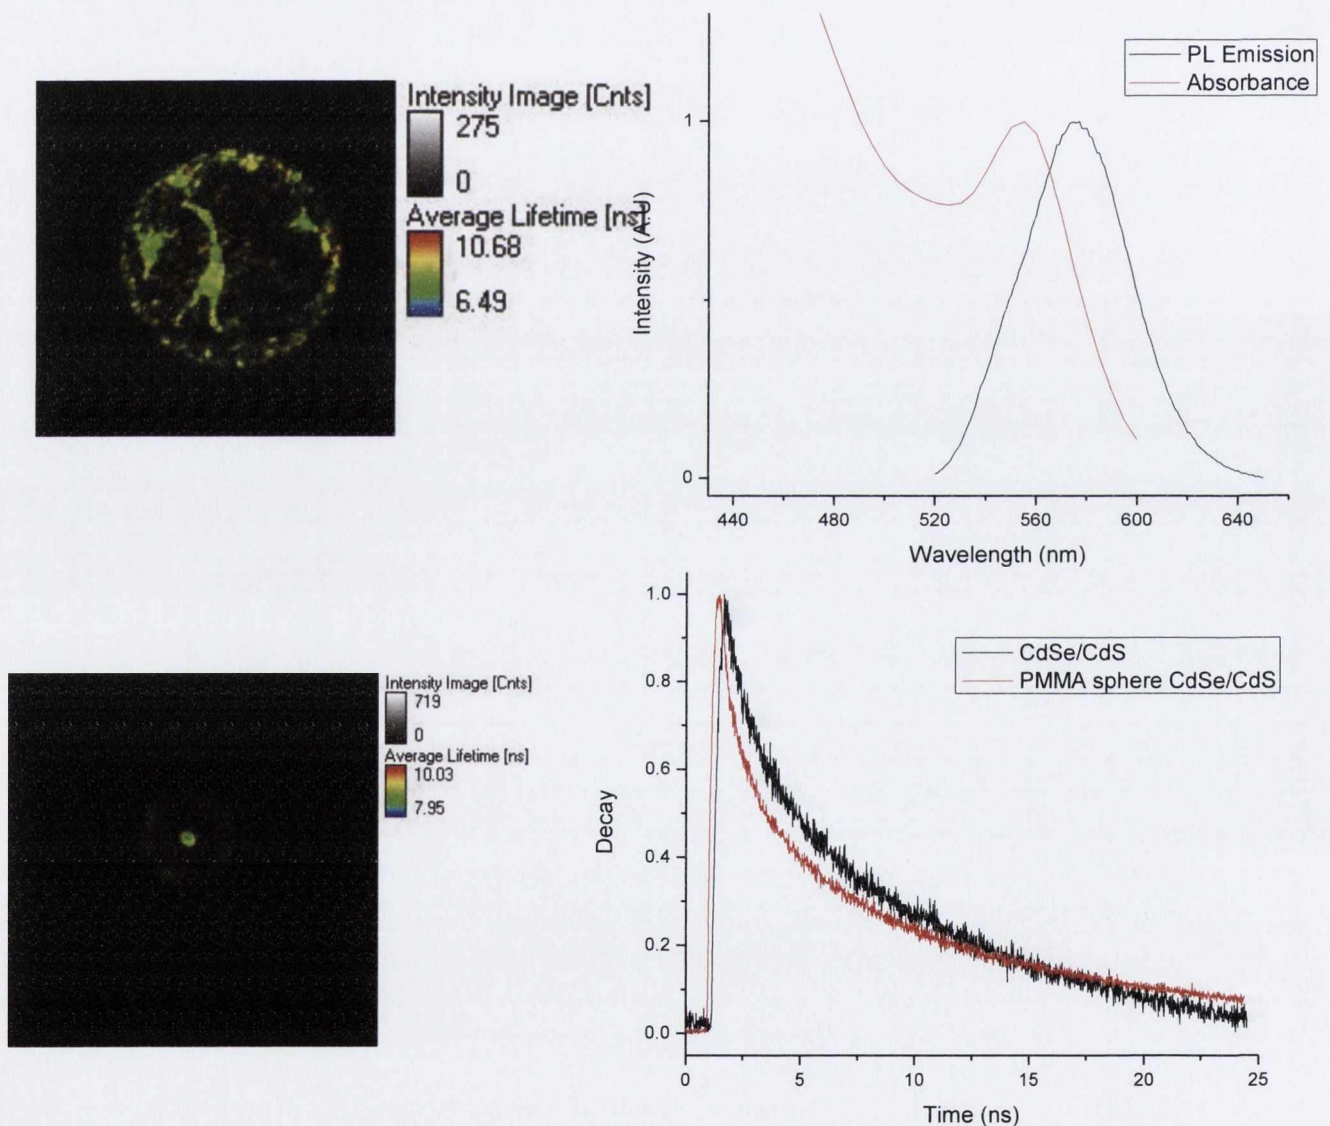 Intensity Image [Cnts]
275
0
Average Lifetime [ns]
10.68
6.49
PL Emission
Absorbance
1
0
Intensity (A.U)
440 480 520 560 600 640
Wavelength (nm)
Intensity Image [Cnts]
719
0
Average Lifetime [ns]
10.03
7.95
CdSe/CdS
PMMA sphere CdSe/CdS
1.0
0.8
0.6
0.4
0.2
0.0
Decay
0 5 10 15 20 25
Time (ns)